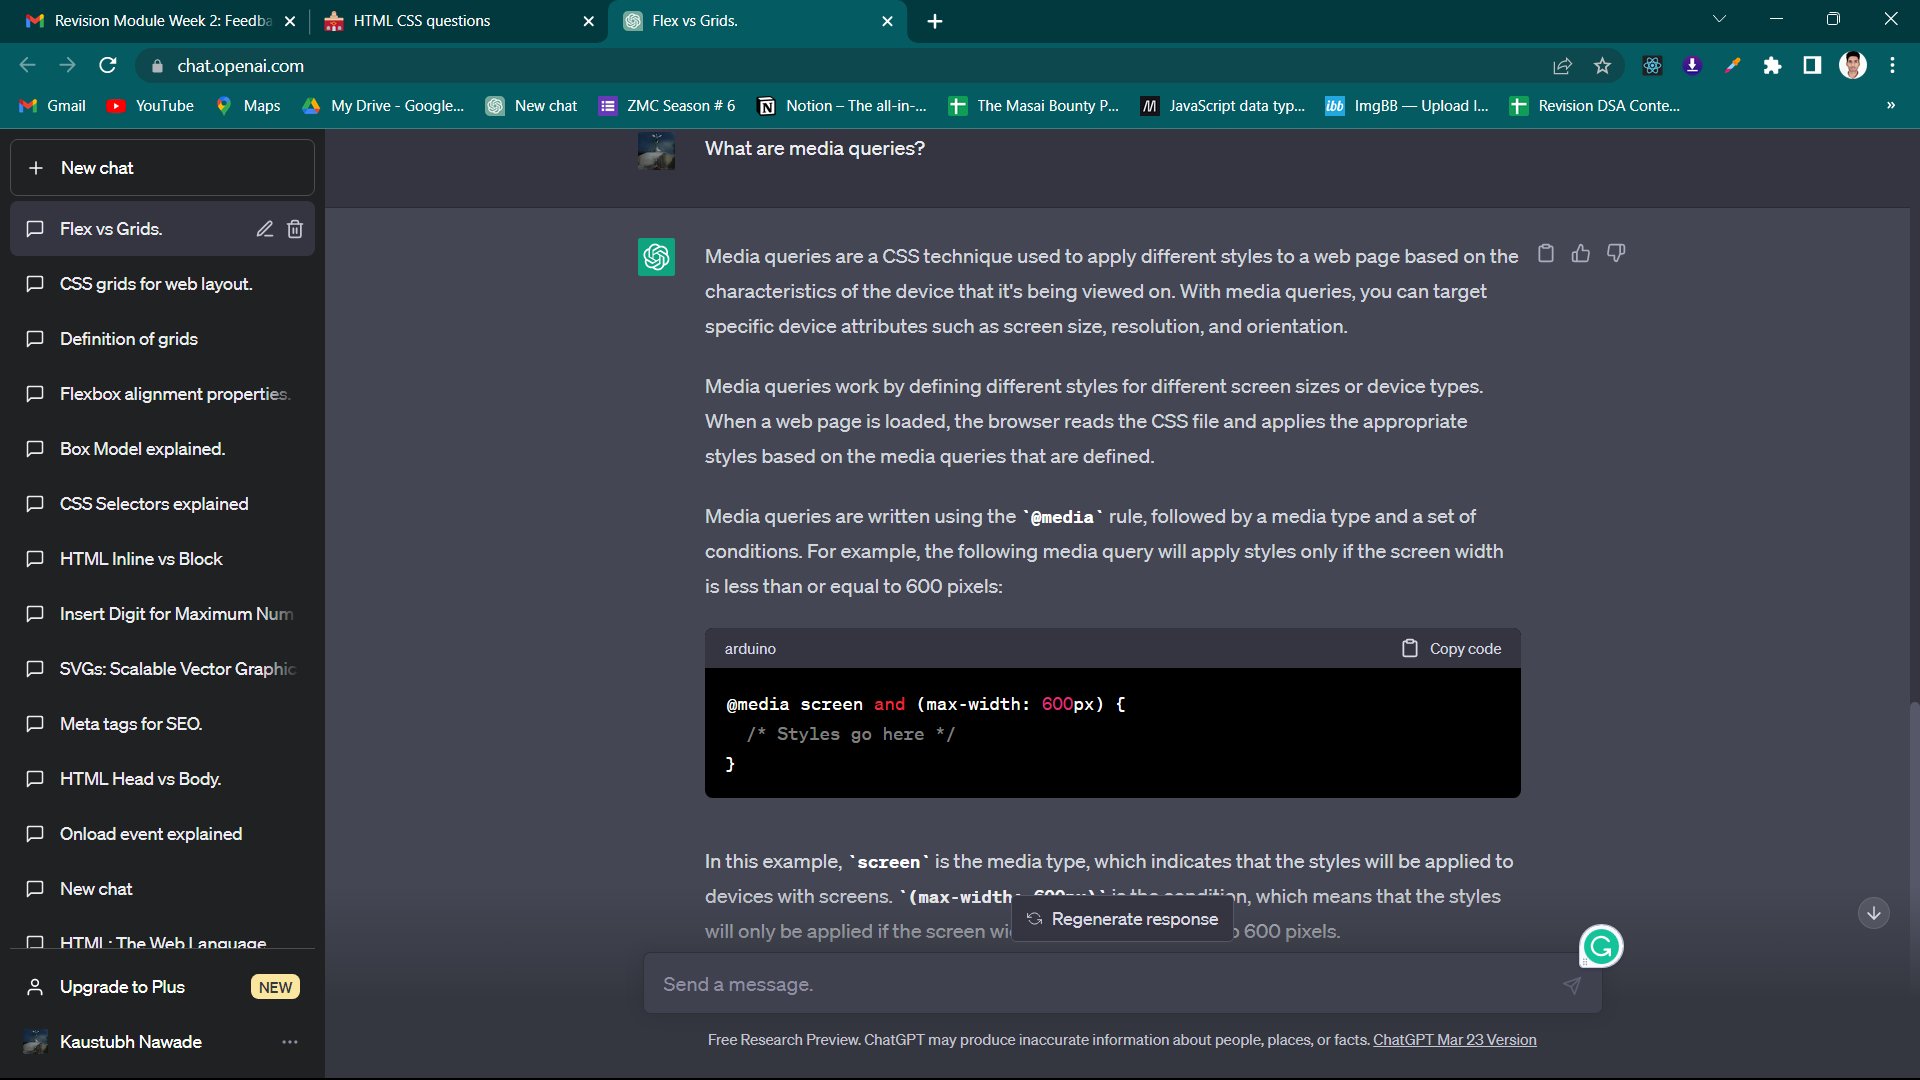 Revision Module Week 2: Feedba
HTML CSS questions
Flex vs Grids.
chat.openai.com
Gmail
YouTube
Maps
My Drive - Google...
New chat
ZMC Season # 6
Notion – The all-in-...
The Masai Bounty P...
JavaScript data typ...
ibb
ImgBB — Upload I...
Revision DSA Conte...
»
New chat
Flex vs Grids.
CSS grids for web layout.
Definition of grids
Flexbox alignment properties.
Box Model explained.
CSS Selectors explained
HTML Inline vs Block
Insert Digit for Maximum Num
SVGs: Scalable Vector Graphic
Meta tags for SEO.
HTML Head vs Body.
Onload event explained
New chat
HTML: The Web Language
Upgrade to Plus
NEW
Kaustubh Nawade
What are media queries?
Media queries are a CSS technique used to apply different styles to a web page based on the
characteristics of the device that it's being viewed on. With media queries, you can target
specific device attributes such as screen size, resolution, and orientation.
Media queries work by defining different styles for different screen sizes or device types.
When a web page is loaded, the browser reads the CSS file and applies the appropriate
styles based on the media queries that are defined.
Media queries are written using the `@media` rule, followed by a media type and a set of
conditions. For example, the following media query will apply styles only if the screen width
is less than or equal to 600 pixels:
arduino
Copy code
@media screen and (max-width: 600px) {
/* Styles go here */
}
In this example, `screen` is the media type, which indicates that the styles will be applied to
devices with screens. `(max-width: 600px)` is the condition, which means that the styles
will only be applied if the screen wi
o 600 pixels.
Regenerate response
Send a message.
Free Research Preview. ChatGPT may produce inaccurate information about people, places, or facts. ChatGPT Mar 23 Version